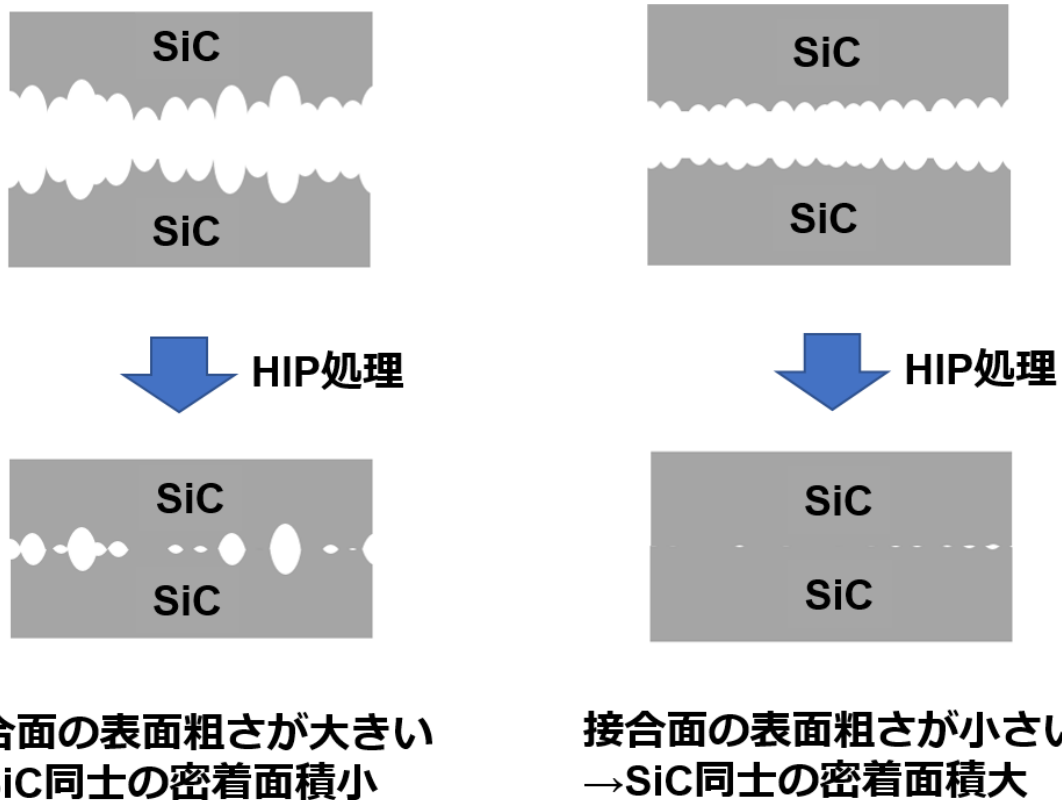 SiC
SiC
HIP処理
SiC
SiC
合面の表面粗さが大きい
SiC同士の密着面積小
SiC
SiC
HIP処理
SiC
SiC
接合面の表面粗さが小さい
→SiC同士の密着面積大